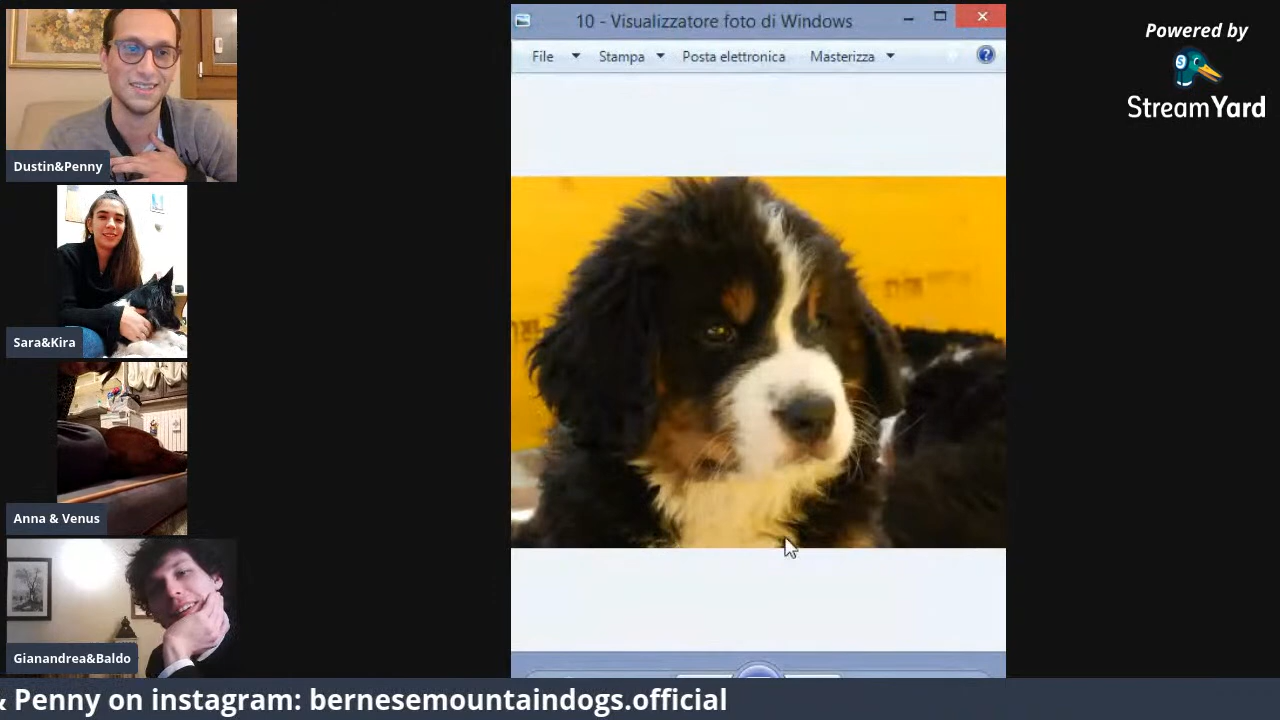 Dustin&Penny
Sara&Kira
Anna & Venus
Gianandrea&Baldo
10 - Visualizzatore foto di Windows
File Stampa Posta elettronica Masterizza
Powered by
StreamYard
& Penny on instagram: bernesemountaindogs.official